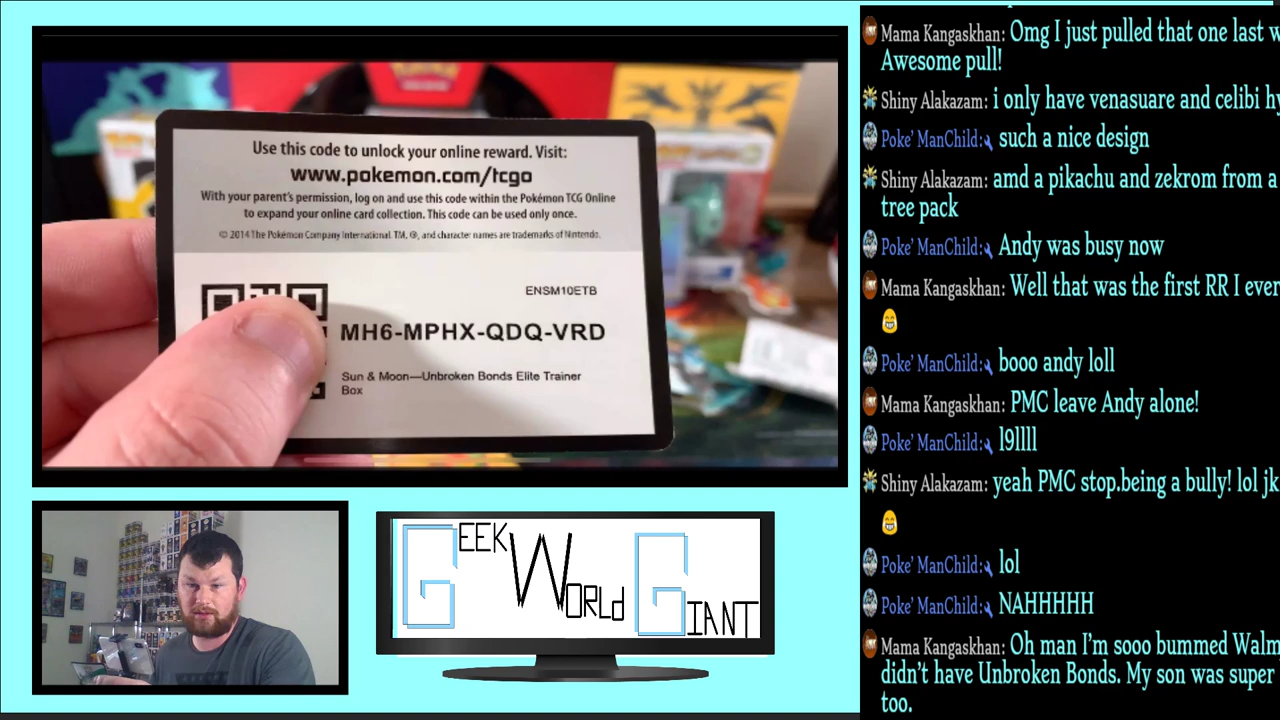 Use this code to unlock your online reward. Visit:
www.pokemon.com/tcgo
With your parent's permission, log on and use this code within the Pokémon TCG Online
to expand your online card collection. This code can be used only once.
© 2014 The Pokémon Company International. TM, ®, and character names are trademarks of Nintendo.
ENSM10ETB
MH6-MPHX-QDQ-VRD
Sun & Moon—Unbroken Bonds Elite Trainer
Box
GEEK WORLD GIANT
Mama Kangaskhan: Omg I just pulled that one last
Awesome pull!
Shiny Alakazam: i only have venasuare and celibi
Poke' ManChild: such a nice design
Shiny Alakazam: amd a pikachu and zekrom from a
tree pack
Poke' ManChild: Andy was busy now
Mama Kangaskhan: Well that was the first RR I ever
Poke' ManChild: booo andy loll
Mama Kangaskhan: PMC leave Andy alone!
Poke' ManChild: l9llll
Shiny Alakazam: yeah PMC stop.being a bully! lol jk
Poke' ManChild: lol
Poke' ManChild: NAHHHHH
Mama Kangaskhan: Oh man I'm sooo bummed
didn't have Unbroken Bonds. My son was super
too.